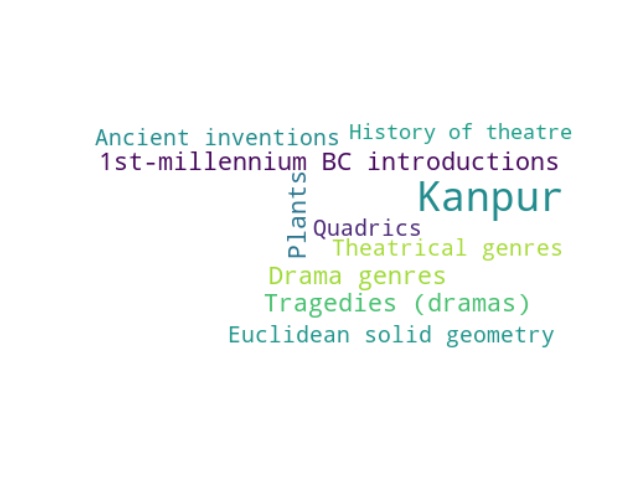 Ancient inventions
History of theatre
1st-millennium BC introductions
Kanpur
Plants
Quadrics
Theatrical genres
Drama genres
Tragedies (dramas)
Euclidean solid geometry